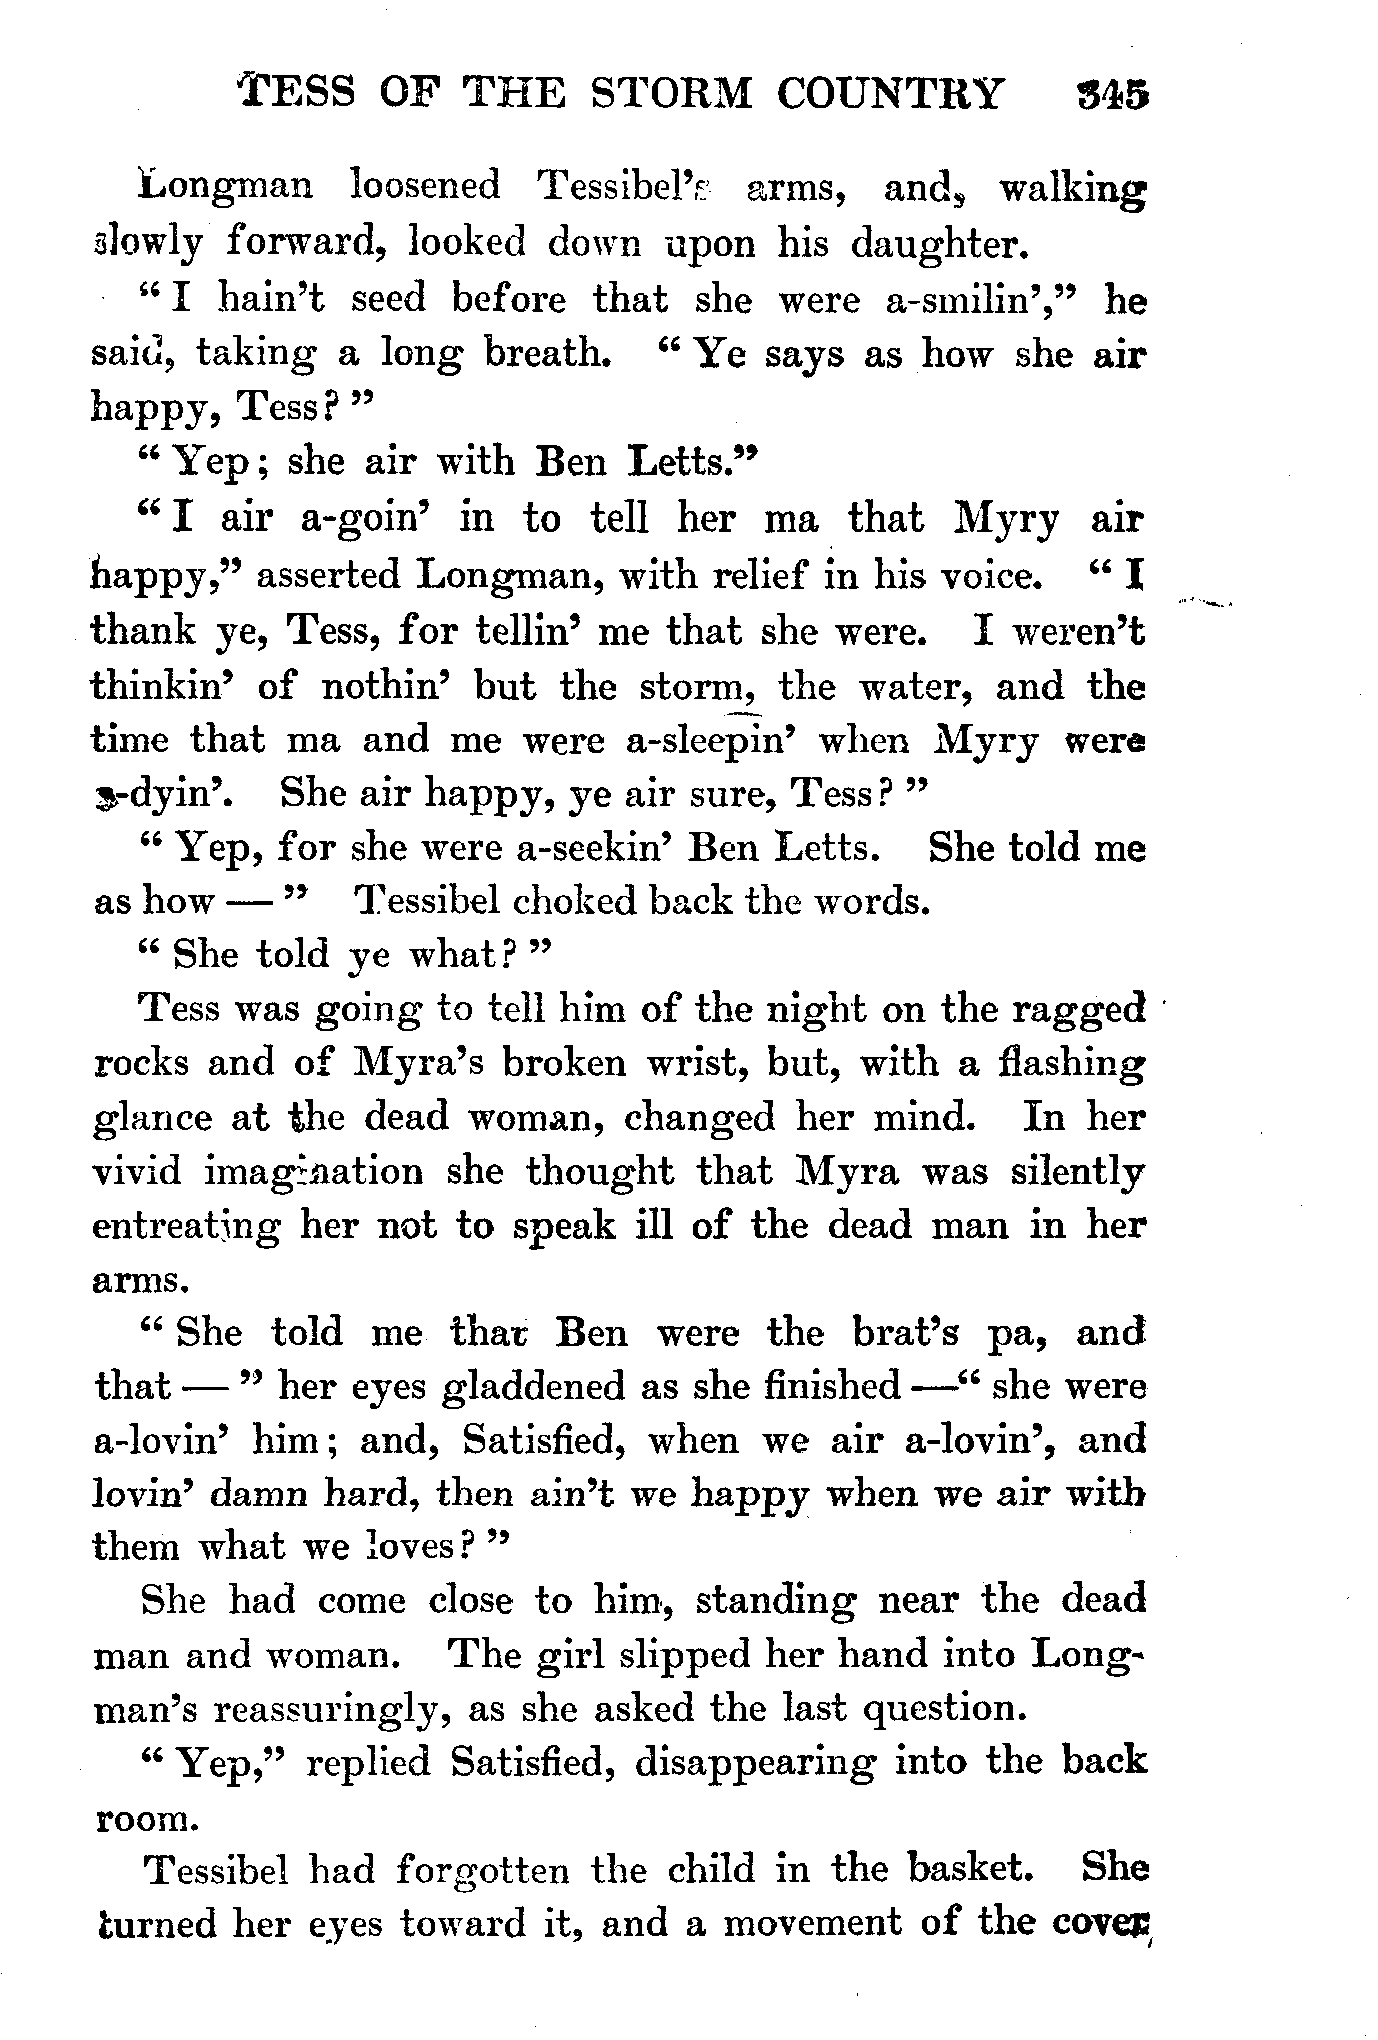 TESS OF THE STORM COUNTRY 345
Longman loosened Tessibel's arms, and, walking
slowly forward, looked down upon his daughter.
“ I hain't seed before that she were a-smilin',” he
said, taking a long breath. “ Ye says as how she air
happy, Tess? ”
“ Yep; she air with Ben Letts.”
“ I air a-goin' in to tell her ma that Myry air
happy,” asserted Longman, with relief in his voice. “ I
thank ye, Tess, for tellin' me that she were. I weren't
thinkin' of nothin' but the storm, the water, and the
time that ma and me were a-sleepin' when Myry were
a-dyin'. She air happy, ye air sure, Tess? ”
“ Yep, for she were a-seekin' Ben Letts. She told me
as how — ” Tessibel choked back the words.
“ She told ye what? ”
Tess was going to tell him of the night on the ragged
rocks and of Myra's broken wrist, but, with a flashing
glance at the dead woman, changed her mind. In her
vivid imagination she thought that Myra was silently
entreating her not to speak ill of the dead man in her
arms.
“ She told me that Ben were the brat's pa, and
that — ” her eyes gladdened as she finished —“ she were
a-lovin' him; and, Satisfied, when we air a-lovin', and
lovin' damn hard, then ain't we happy when we air with
them what we loves? ”
She had come close to him, standing near the dead
man and woman. The girl slipped her hand into Long-
man's reassuringly, as she asked the last question.
“ Yep,” replied Satisfied, disappearing into the back
room.
Tessibel had forgotten the child in the basket. She
turned her eyes toward it, and a movement of the cover